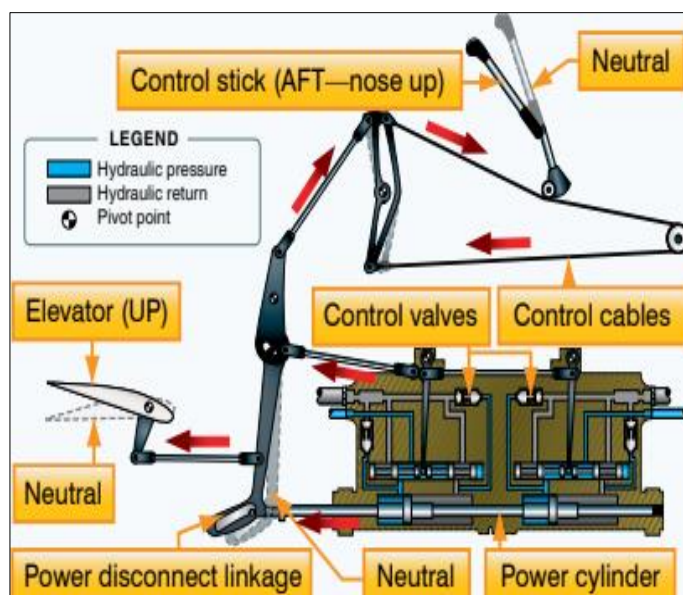 Control stick (AFT—nose up)
Neutral
LEGEND
Hydraulic pressure
Hydraulic return
Pivot point
Elevator (UP)
Control valves
Control cables
Neutral
Power disconnect linkage
Neutral
Power cylinder